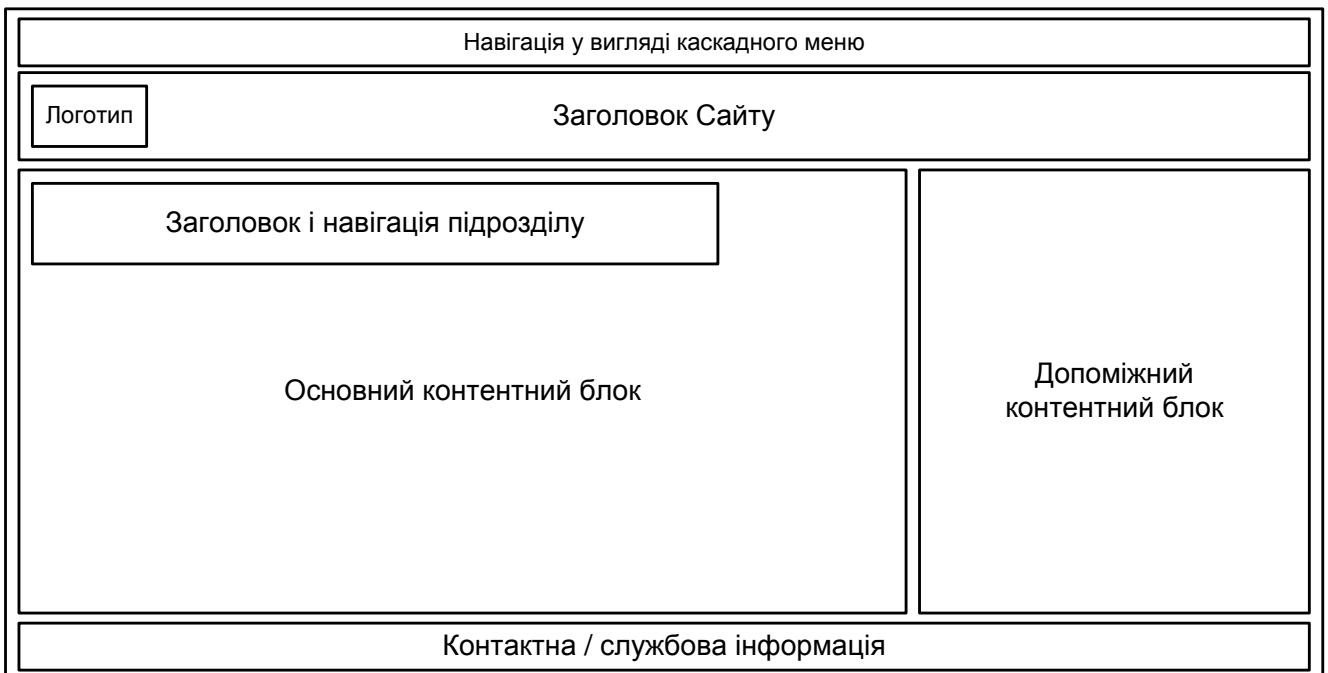 Навігація у вигляді каскадного меню
Логотип
Заголовок Сайту
Заголовок і навігація підрозділу
Основний контентний блок
Допоміжний
контентний блок
Контактна / службова інформація